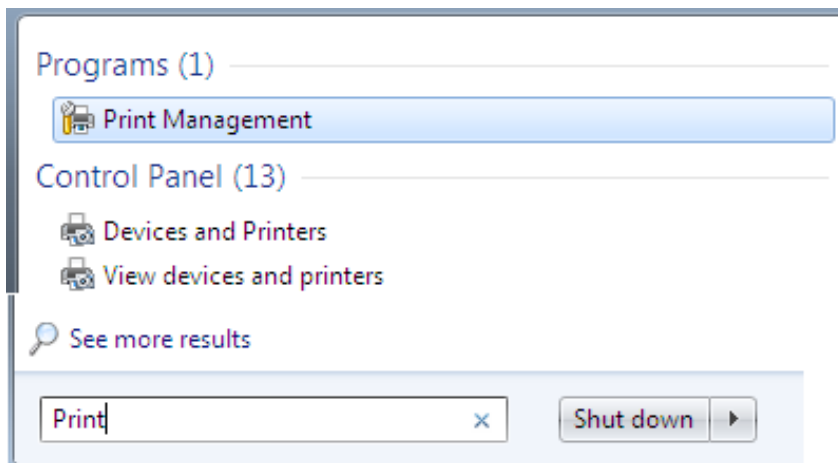 Programs (1)
Print Management
Control Panel (13)
Devices and Printers
View devices and printers
See more results
Print
Shut down